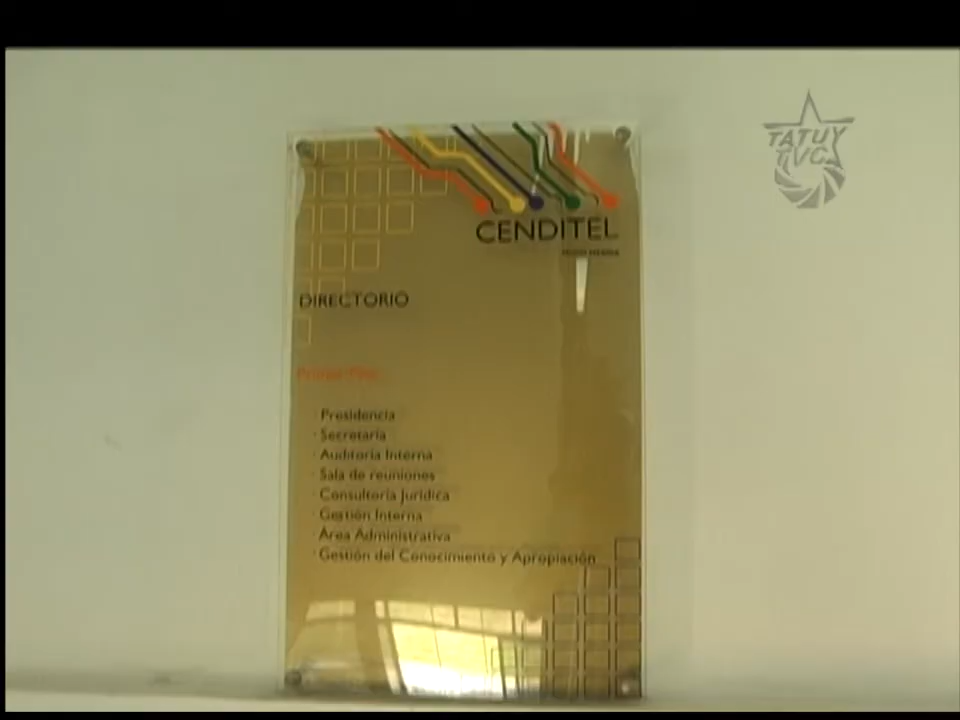 TATUY
TVC
CENDITEL
DIRECTORIO
Primer Piso
· Presidencia
· Secretaría
· Auditoría Interna
· Sala de reuniones
· Consultoría Jurídica
· Gestión Interna
· Área Administrativa
· Gestión del Conocimiento y Apropiación